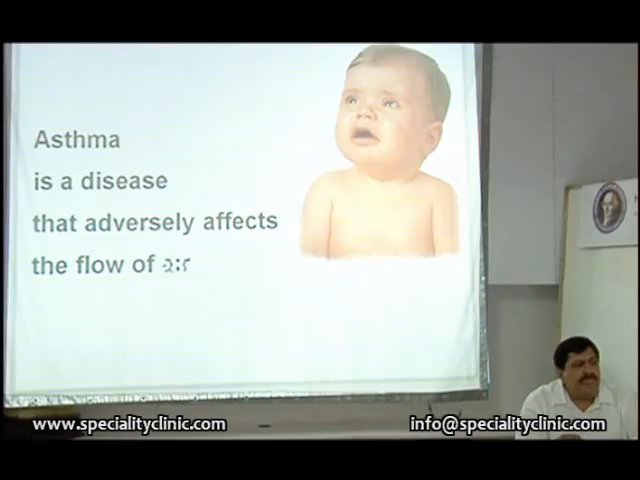 Asthma
is a disease
that adversely affects
the flow of
www.specialityclinic.com
info@specialityclinic.com